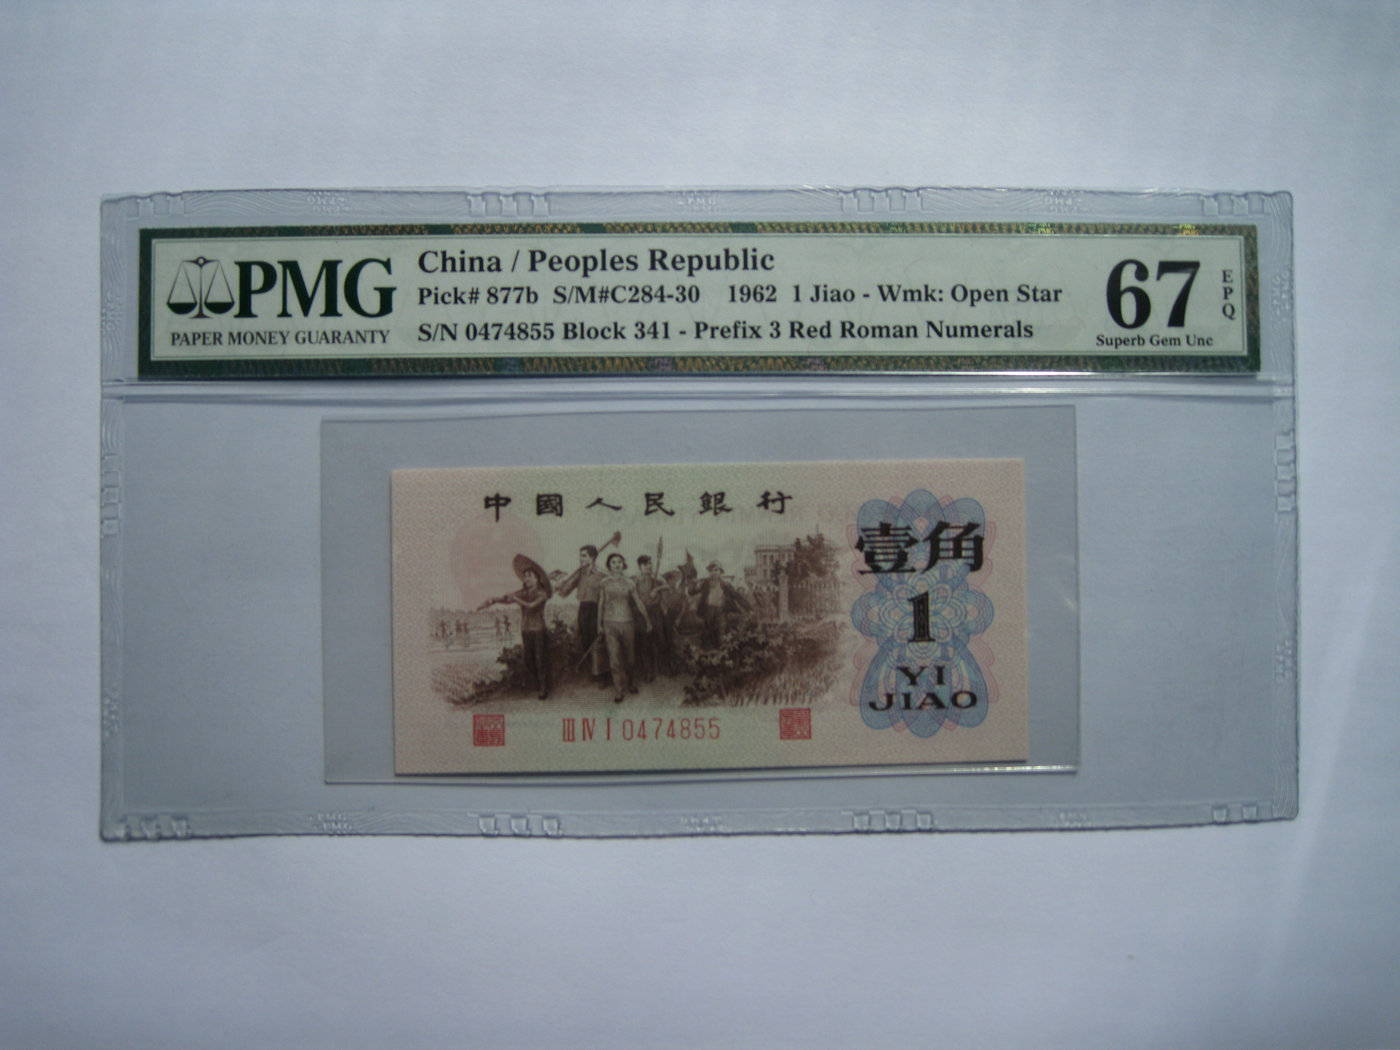 PMG
PAPER MONEY GUARANTY
China / Peoples Republic
Pick# 877b S/M#C284-30 1962 1 Jiao - Wmk: Open Star
S/N 0474855 Block 341 - Prefix 3 Red Roman Numerals
67
EPQ
Superb Gem Unc
中國人民銀行
壹角
1
YI
JIAO
III IV I 0474855